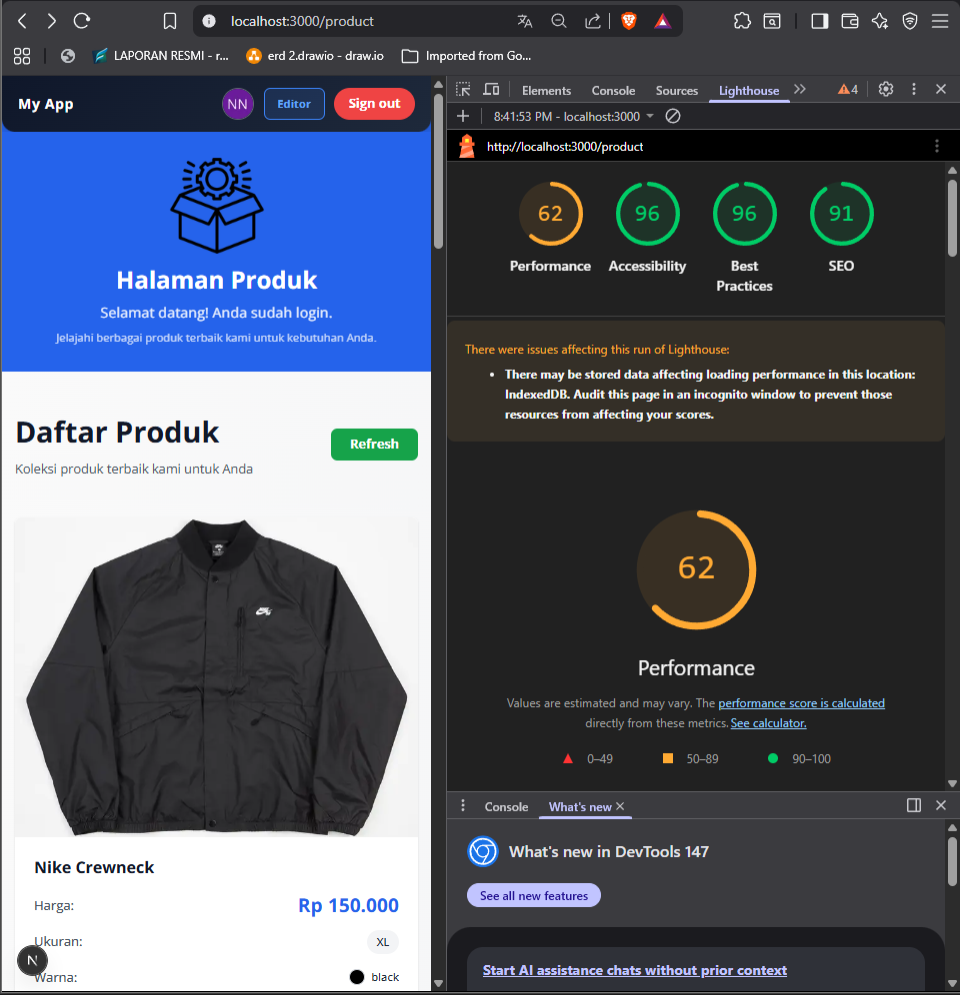 localhost:3000/product
LAPORAN RESMI - r...
erd 2.drawio - draw.io
Imported from Go...
My App
NN
Editor
Sign out
Halaman Produk
Selamat datang! Anda sudah login.
Jelajahi berbagai produk terbaik kami untuk kebutuhan Anda.
Daftar Produk
Koleksi produk terbaik kami untuk Anda
Refresh
Nike Crewneck
Harga:
Rp 150.000
Ukuran:
XL
Warna:
black
N
Elements
Console
Sources
Lighthouse
4
8:41:53 PM - localhost:3000
http://localhost:3000/product
62
96
96
91
Performance
Accessibility
Best
Practices
SEO
There were issues affecting this run of Lighthouse:
• There may be stored data affecting loading performance in this location:
IndexedDB. Audit this page in an incognito window to prevent those
resources from affecting your scores.
62
Performance
Values are estimated and may vary. The performance score is calculated
directly from these metrics. See calculator.
0–49
50–89
90–100
Console
What's new
What's new in DevTools 147
See all new features
Start AI assistance chats without prior context